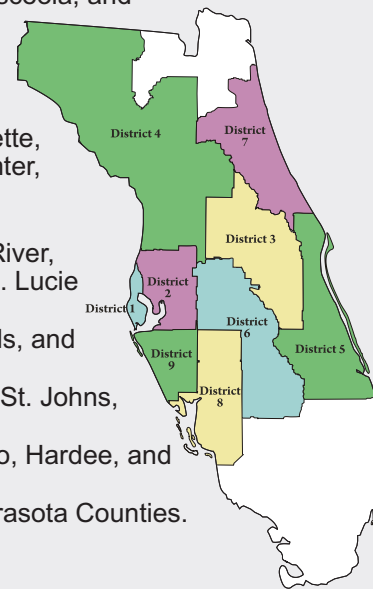 sceola, and
ette,
nter,
River,
. Lucie
ls, and
St. Johns,
o, Hardee, and
rasota Counties.
District 4
District
7
District 3
District
2
District 1
District
6
District 5
District
9
District
8